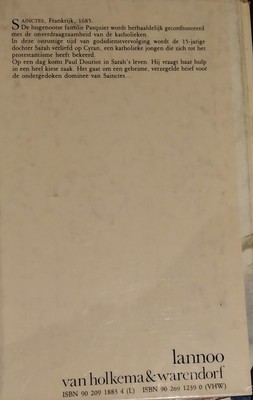 SANCTES, Frankrijk, 1685.
De hugenootse familie Pasquier wordt herhaaldelijk geconfronteerd
met de onverdraagzaamheid van de katholieken.
In deze onrustige tijd van godsdienstvervolging wordt de 15-jarige
dochter Sarah verliefd op Cyran, een katholieke jongen die zich tot het
protestantisme heeft bekeerd.
Op een dag komt Paul Doutiot in Sarah's leven. Hij vraagt haar hulp
in een heel kiese zaak. Het gaat om een geheime, verzegelde brief voor
de ondergedoken dominee van Sainctes.
lannoo
van holkema & warendorf
ISBN 90 209 1883 4 (L) ISBN 90 269 1239 0 (VHW)